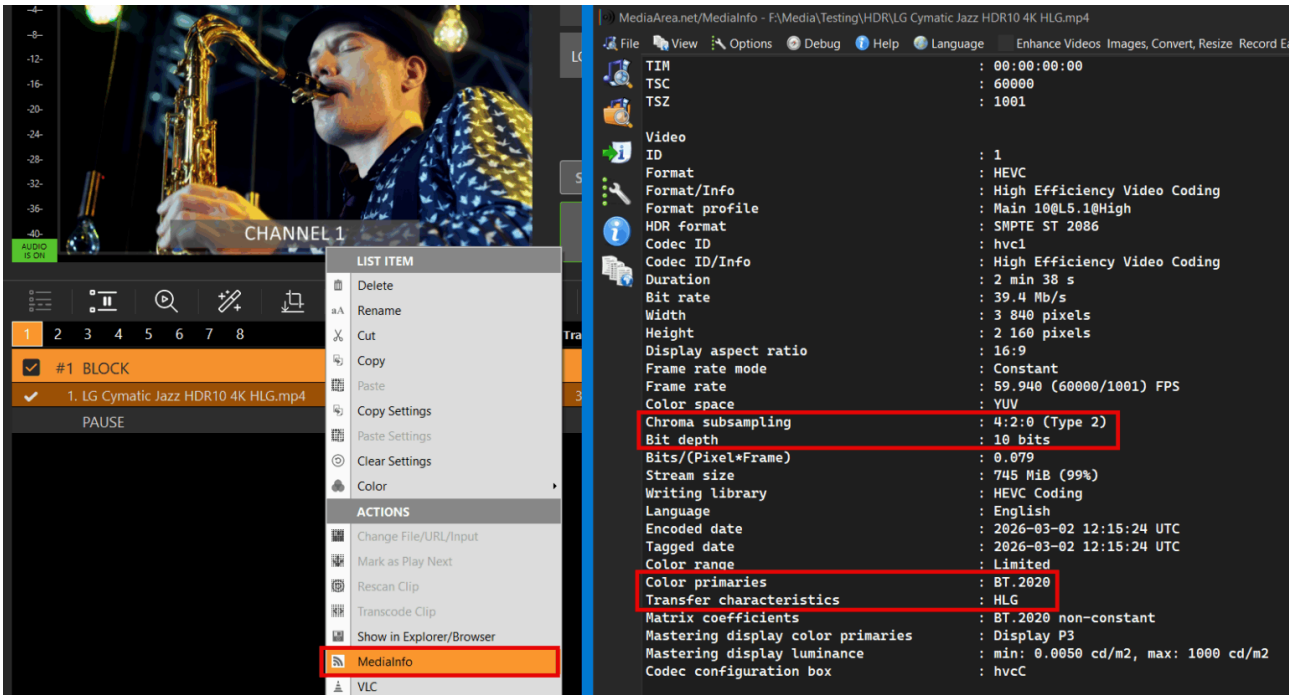 -4-
-8-
-12-
-16-
-20-
-24-
-28-
-32-
-36-
-40-
AUDIO
IS ON
CHANNEL 1
LC
S
1 2 3 4 5 6 7 8
Tra
#1 BLOCK
1. LG Cymatic Jazz HDR10 4K HLG.mp4
3
PAUSE
LIST ITEM
Delete
aA Rename
Cut
Copy
Paste
Copy Settings
Paste Settings
Clear Settings
Color
ACTIONS
Change File/URL/Input
Mark as Play Next
Rescan Clip
Transcode Clip
Show in Explorer/Browser
MediaInfo
VLC
MediaArea.net/MediaInfo - F:\Media\Testing\HDR\LG Cymatic Jazz HDR10 4K HLG.mp4
File View Options Debug Help Language Enhance Videos Images, Convert, Resize Record Ea
TIM : 00:00:00:00
TSC : 60000
TSZ : 1001
Video
ID : 1
Format : HEVC
Format/Info : High Efficiency Video Coding
Format profile : Main 10@L5.1@High
HDR format : SMPTE ST 2086
Codec ID : hvc1
Codec ID/Info : High Efficiency Video Coding
Duration : 2 min 38 s
Bit rate : 39.4 Mb/s
Width : 3 840 pixels
Height : 2 160 pixels
Display aspect ratio : 16:9
Frame rate mode : Constant
Frame rate : 59.940 (60000/1001) FPS
Color space : YUV
Chroma subsampling : 4:2:0 (Type 2)
Bit depth : 10 bits
Bits/(Pixel*Frame) : 0.079
Stream size : 745 MiB (99%)
Writing library : HEVC Coding
Language : English
Encoded date : 2026-03-02 12:15:24 UTC
Tagged date : 2026-03-02 12:15:24 UTC
Color range : Limited
Color primaries : BT.2020
Transfer characteristics : HLG
Matrix coefficients : BT.2020 non-constant
Mastering display color primaries : Display P3
Mastering display luminance : min: 0.0050 cd/m2, max: 1000 cd/m2
Codec configuration box : hvcC